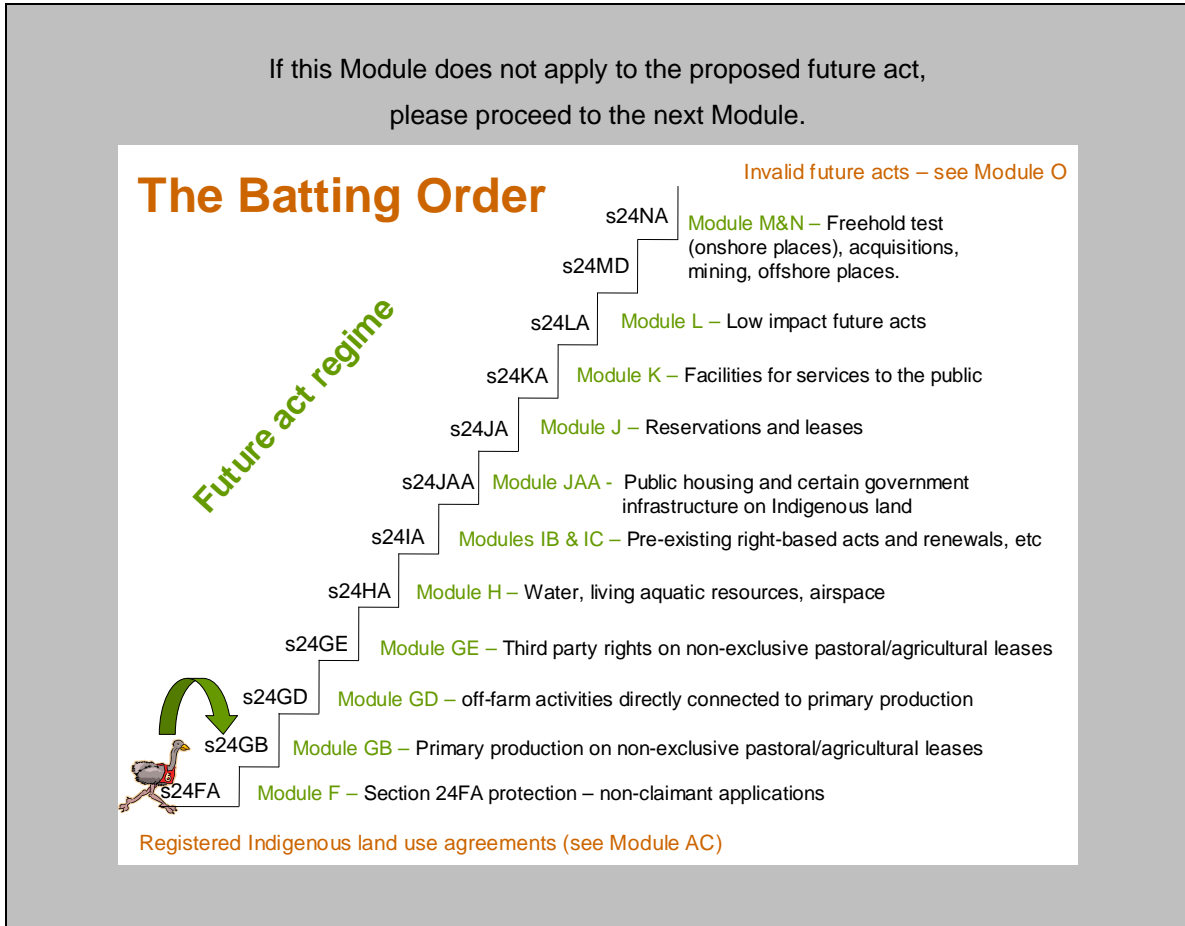 If this Module does not apply to the proposed future act,
please proceed to the next Module.
The Batting Order
Invalid future acts – see Module O
s24NA
Module M&N – Freehold test
(onshore places), acquisitions,
mining, offshore places.
s24MD
s24LA
Module L – Low impact future acts
Future act regime
s24KA
Module K – Facilities for services to the public
s24JA
Module J – Reservations and leases
s24JAA
Module JAA - Public housing and certain government
infrastructure on Indigenous land
s24IA
Modules IB & IC – Pre-existing right-based acts and renewals, etc
s24HA
Module H – Water, living aquatic resources, airspace
s24GE
Module GE – Third party rights on non-exclusive pastoral/agricultural leases
s24GD
Module GD – off-farm activities directly connected to primary production
s24GB
Module GB – Primary production on non-exclusive pastoral/agricultural leases
s24FA
Module F – Section 24FA protection – non-claimant applications
Registered Indigenous land use agreements (see Module AC)